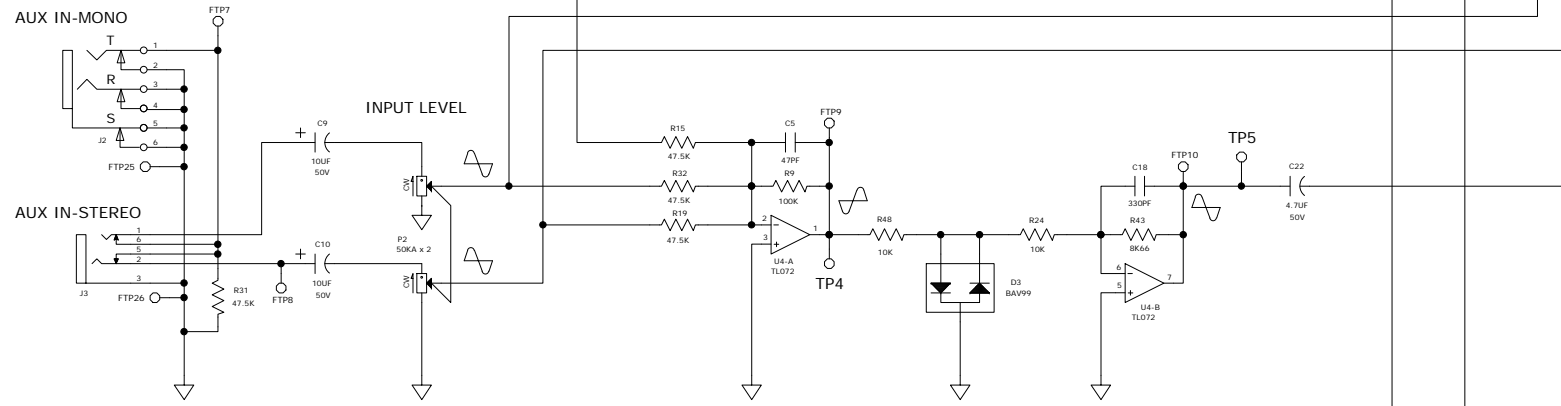 AUX IN-MONO
FTP7
T
1
2
R
3
4
S
5
J2
6
FTP25
INPUT LEVEL
+
C9
10UF
50V
CW
P2
50KA x 2
AUX IN-STEREO
1
6
5
2
3
J3
FTP26
R31
47.5K
FTP8
+
C10
10UF
50V
CW
R15
47.5K
R32
47.5K
R19
47.5K
C5
47PF
R9
100K
FTP9
2
3
1
U4-A
TL072
TP4
R48
10K
D3
BAV99
R24
10K
C18
330PF
R43
8K66
FTP10
6
5
7
U4-B
TL072
TP5
C22
4.7UF
50V